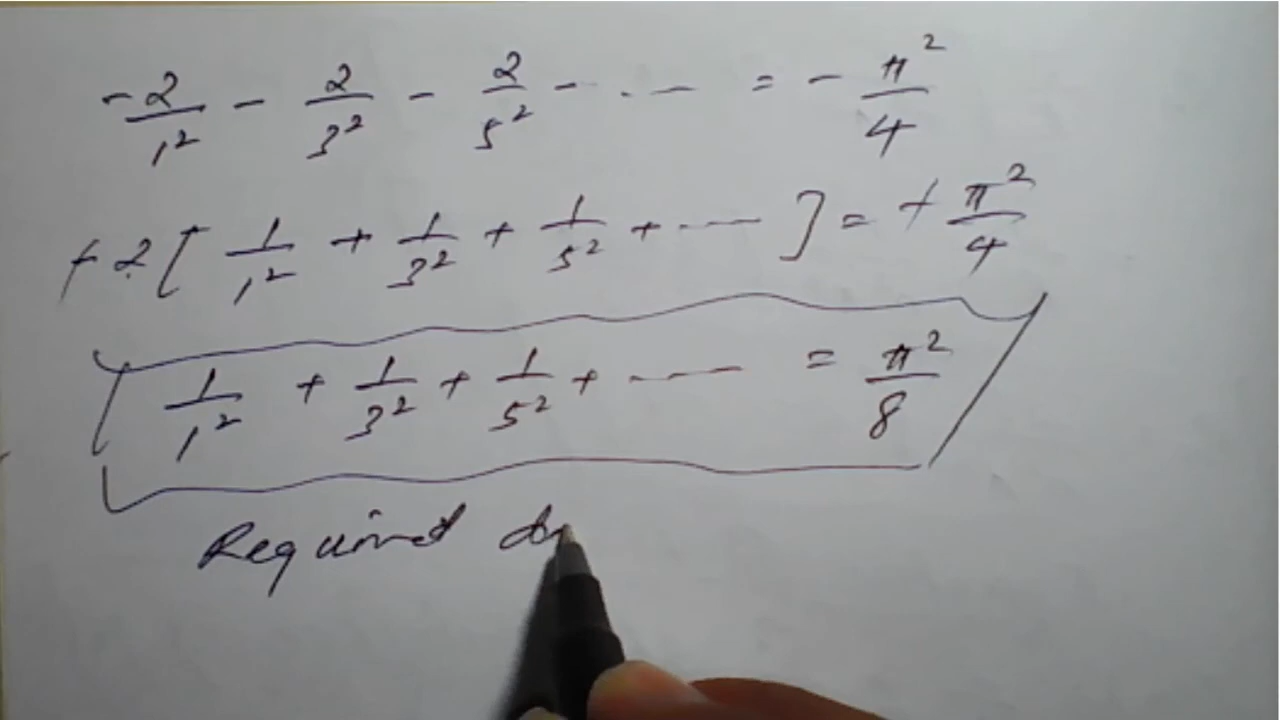 -2/1² - 2/3² - 2/5² - ... — = - π²/4
+2[1/1² + 1/3² + 1/5² + ... —] = + π²/4
1/1² + 1/3² + 1/5² + ... — = π²/8
Required